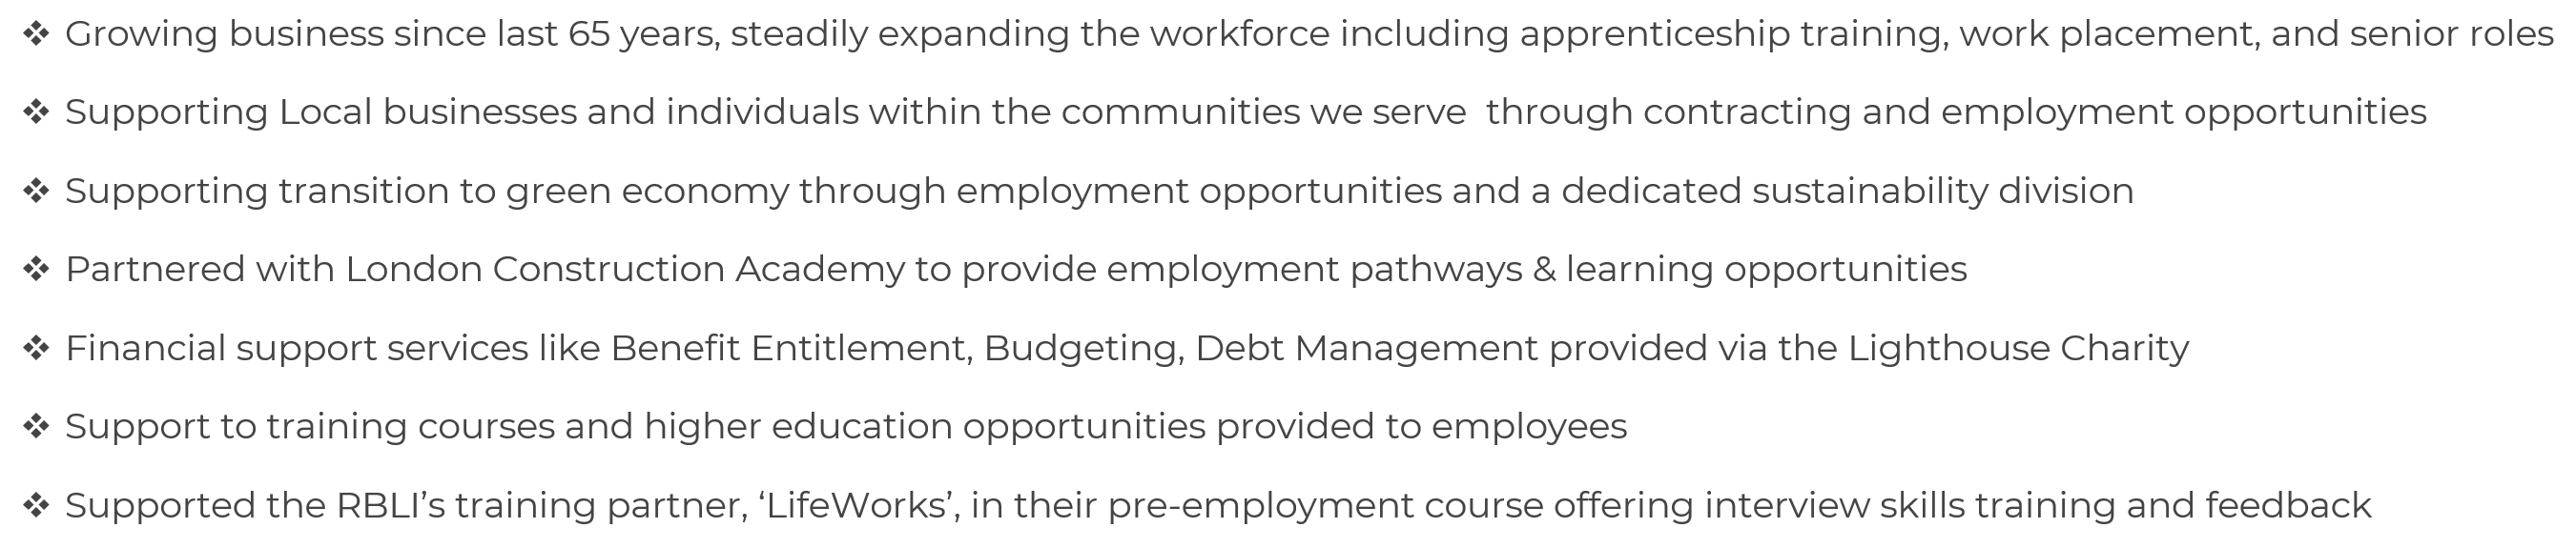 ❖ Growing business since last 65 years, steadily expanding the workforce including apprenticeship training, work placement, and senior roles
❖ Supporting Local businesses and individuals within the communities we serve  through contracting and employment opportunities
❖ Supporting transition to green economy through employment opportunities and a dedicated sustainability division
❖ Partnered with London Construction Academy to provide employment pathways & learning opportunities
❖ Financial support services like Benefit Entitlement, Budgeting, Debt Management provided via the Lighthouse Charity
❖ Support to training courses and higher education opportunities provided to employees
❖ Supported the RBLI’s training partner, ‘LifeWorks’, in their pre-employment course offering interview skills training and feedback